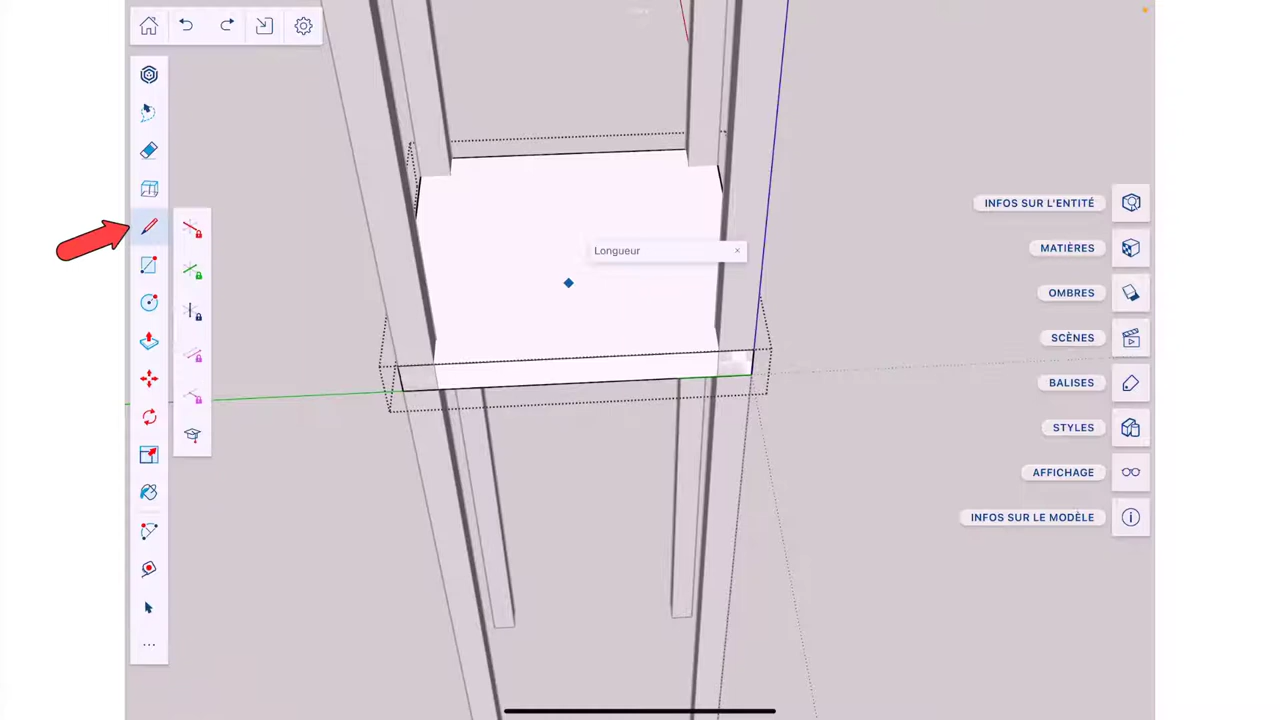 INFOS SUR L'ENTITÉ
Longueur ×
MATIÈRES
OMBRES
SCÈNES
BALISES
STYLES
AFFICHAGE
INFOS SUR LE MODÈLE